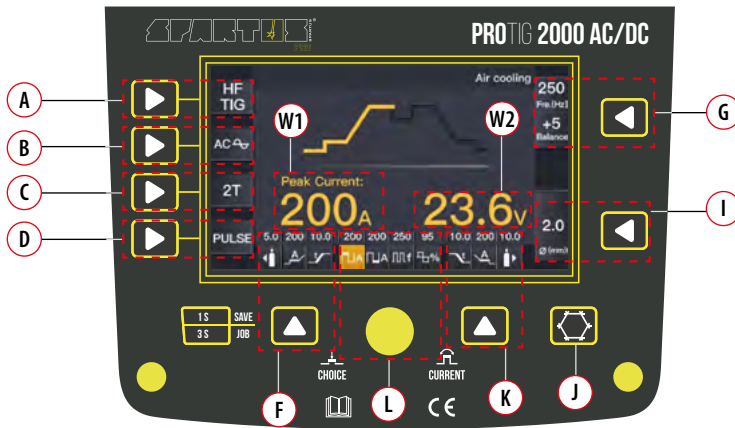 SPARTUS®
PRO
PROTIG 2000 AC/DC
Air cooling
HF
TIG
250
Fre.[Hz]
+5
Balance
A
W1
W2
G
B
AC
C
2T
Peak Current:
200A
23.6V
I
2.0
Ø(mm)
D
PULSE
5.0 200 10.0 200 200 250 95 10.0 200 10.0
A A A f % A
1 S SAVE
3 S JOB
CHOICE
CURRENT
F
L
K
J
CE